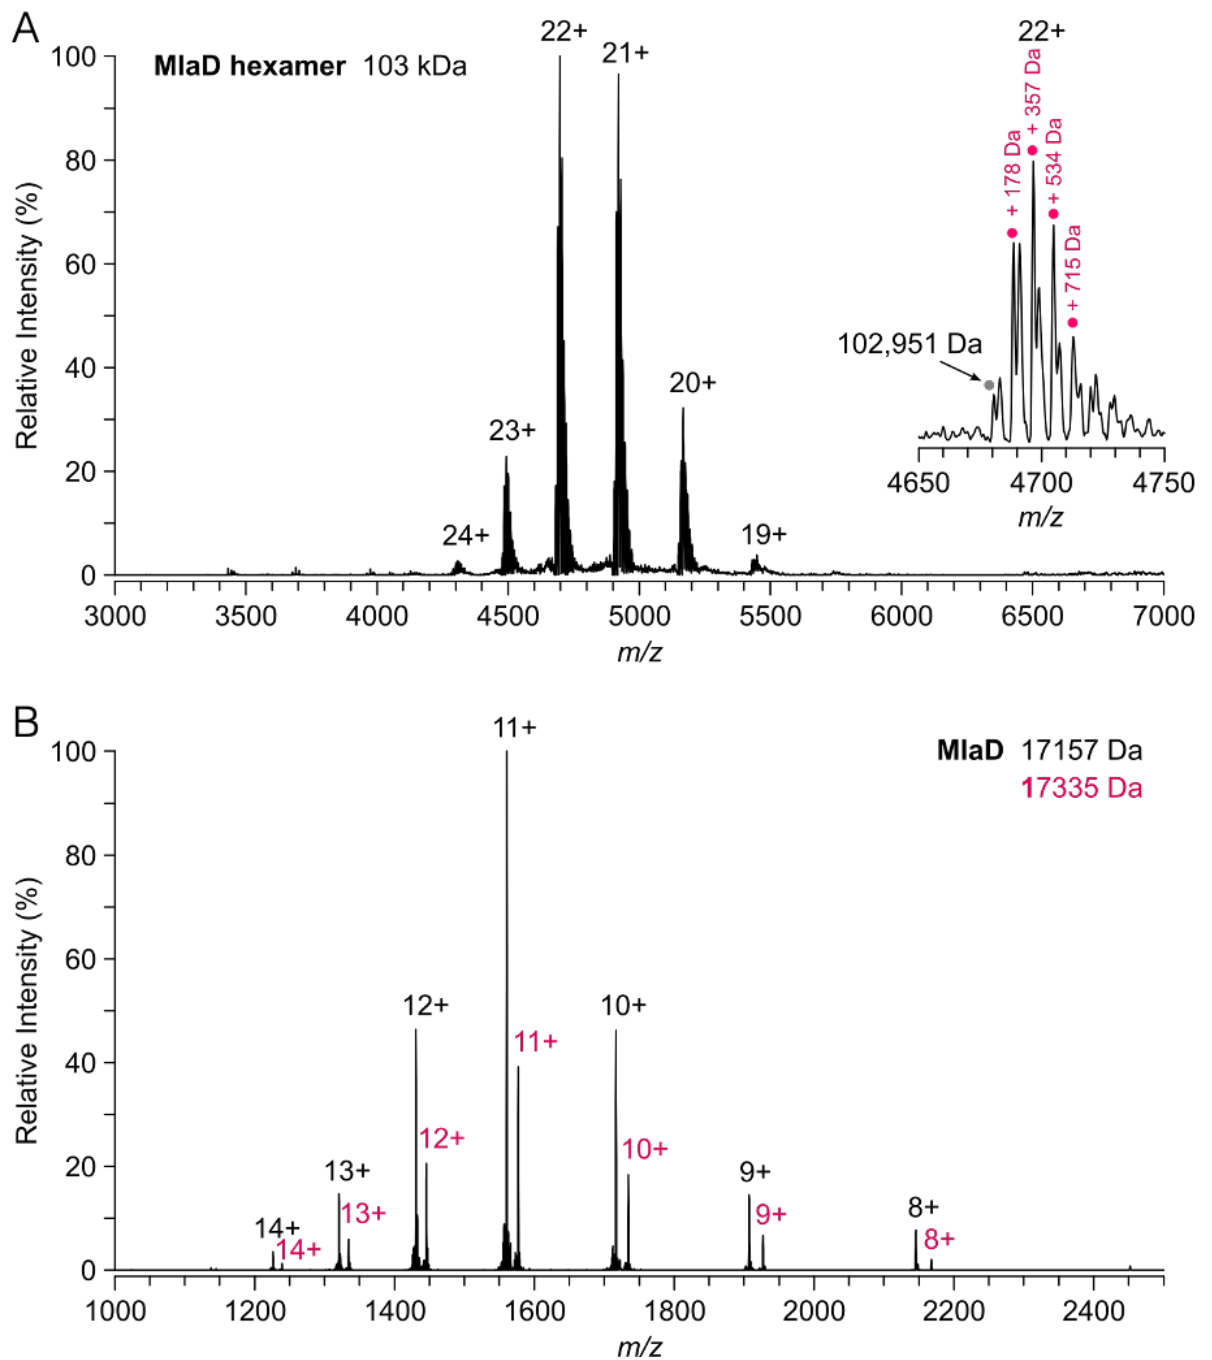 A
MlaD hexamer 103 kDa
22+
21+
23+
20+
24+
19+
Relative Intensity (%)
100
80
60
40
20
0
3000 3500 4000 4500 5000 5500 6000 6500 7000
m/z
22+
+ 178 Da
+ 357 Da
+ 534 Da
+ 715 Da
102,951 Da
4650 4700 4750
m/z
B
MlaD 17157 Da
17335 Da
11+
11+
12+
12+
10+
10+
13+
13+
14+
14+
9+
9+
8+
8+
Relative Intensity (%)
100
80
60
40
20
0
1000 1200 1400 1600 1800 2000 2200 2400
m/z